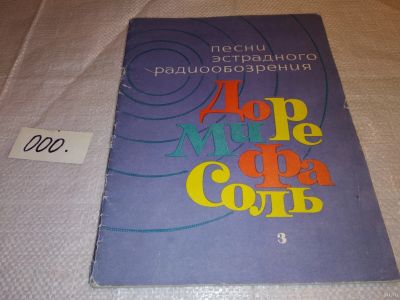 песни
эстрадного
радиообозрения
До Ре
Ми
Фа
Соль
3
000.